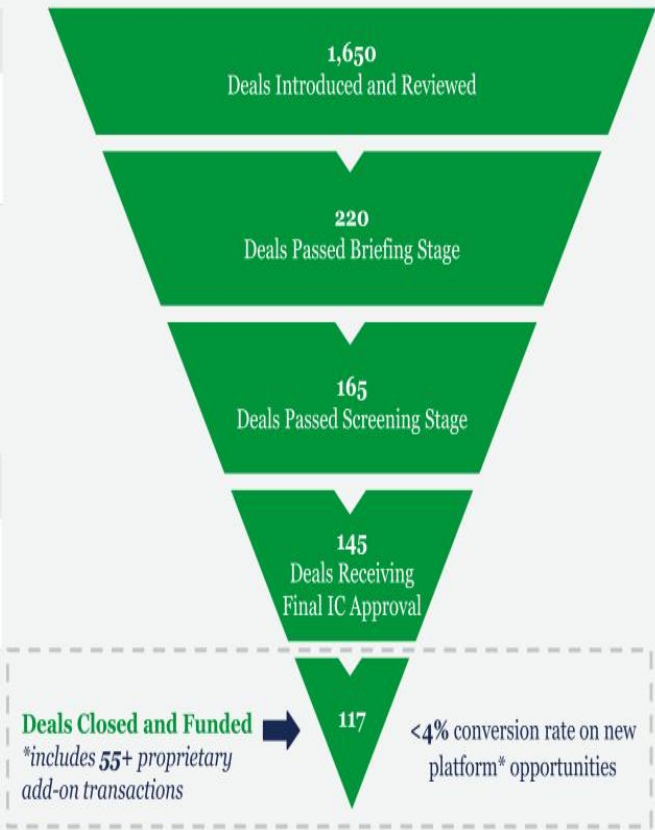 1,650
Deals Introduced and Reviewed
220
Deals Passed Briefing Stage
165
Deals Passed Screening Stage
145
Deals Receiving
Final IC Approval
Deals Closed and Funded
*includes 55+ proprietary
add-on transactions
117
<4% conversion rate on new
platform* opportunities